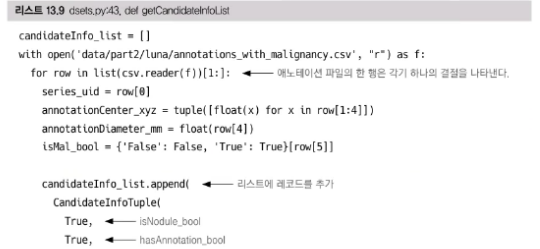 리스트 13.9 dsets.py:43, def getCandidateInfoList
candidateInfo_list = []
with open('data/part2/luna/annotations_with_malignancy.csv', "r") as f:
for row in list(csv.reader(f))[1:]: ◀── 애노테이션 파일의 한 행은 각기 하나의 결절을 나타낸다.
series_uid = row[0]
annotationCenter_xyz = tuple([float(x) for x in row[1:4]])
annotationDiameter_mm = float(row[4])
isMal_bool = {'False': False, 'True': True}[row[5]]
candidateInfo_list.append( ◀── 리스트에 레코드를 추가
CandidateInfoTuple(
True, ◀── isNodule_bool
True, ◀── hasAnnotation_bool